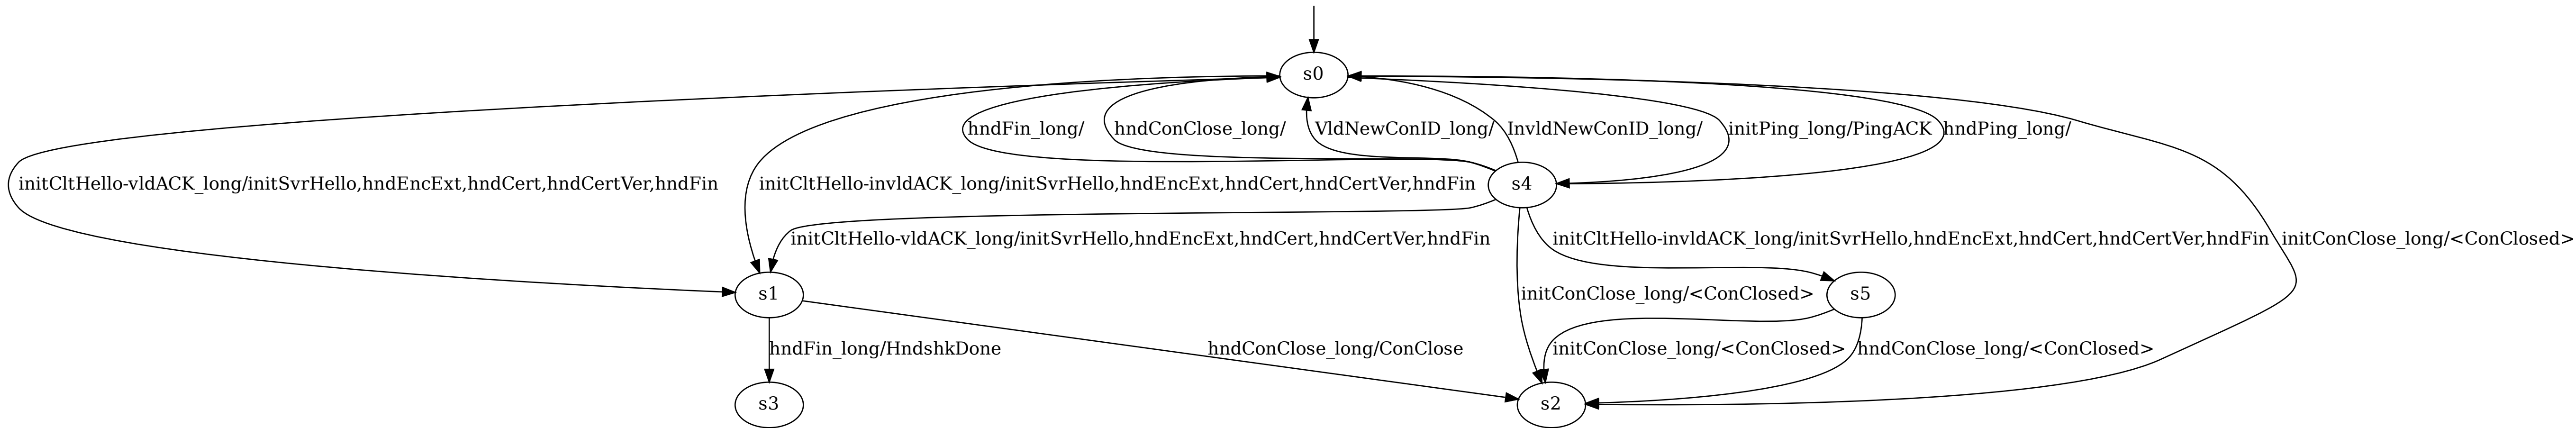 s0
hndFin_long/
hndConClose_long/
VldNewConID_long/
InvldNewConID_long/
initPing_long/PingACK
hndPing_long/
initCltHello-vldACK_long/initSvrHello,hndEncExt,hndCert,hndCertVer,hndFin
initCltHello-invldACK_long/initSvrHello,hndEncExt,hndCert,hndCertVer,hndFin
s4
initCltHello-vldACK_long/initSvrHello,hndEncExt,hndCert,hndCertVer,hndFin
initCltHello-invldACK_long/initSvrHello,hndEncExt,hndCert,hndCertVer,hndFin
initConClose_long/<ConClosed>
s1
initConClose_long/<ConClosed>
s5
hndFin_long/HndshkDone
hndConClose_long/ConClose
initConClose_long/<ConClosed>
hndConClose_long/<ConClosed>
s3
s2